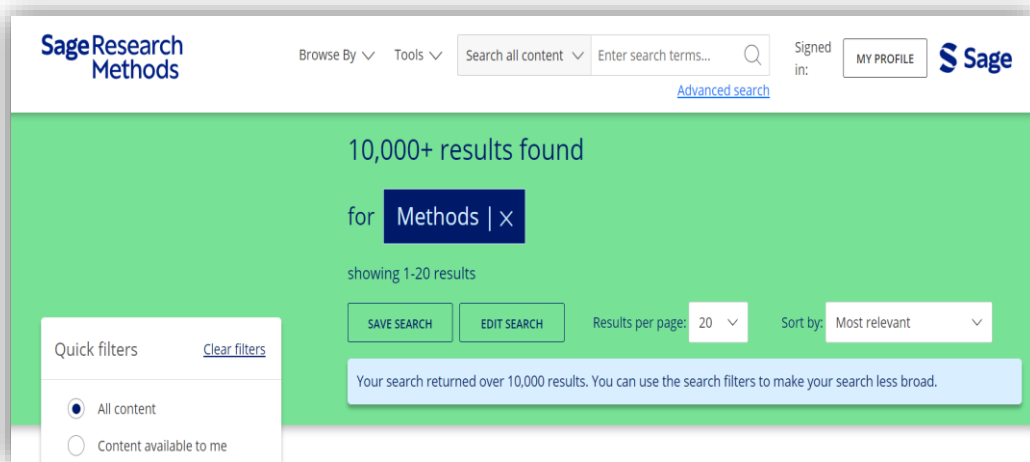 Sage Research
Methods
Browse By
Tools
Search all content
Enter search terms...
Signed
in:
MY PROFILE
Sage
Advanced search
10,000+ results found
for Methods | ×
showing 1-20 results
SAVE SEARCH
EDIT SEARCH
Results per page: 20
Sort by: Most relevant
Your search returned over 10,000 results. You can use the search filters to make your search less broad.
Quick filters
Clear filters
All content
Content available to me